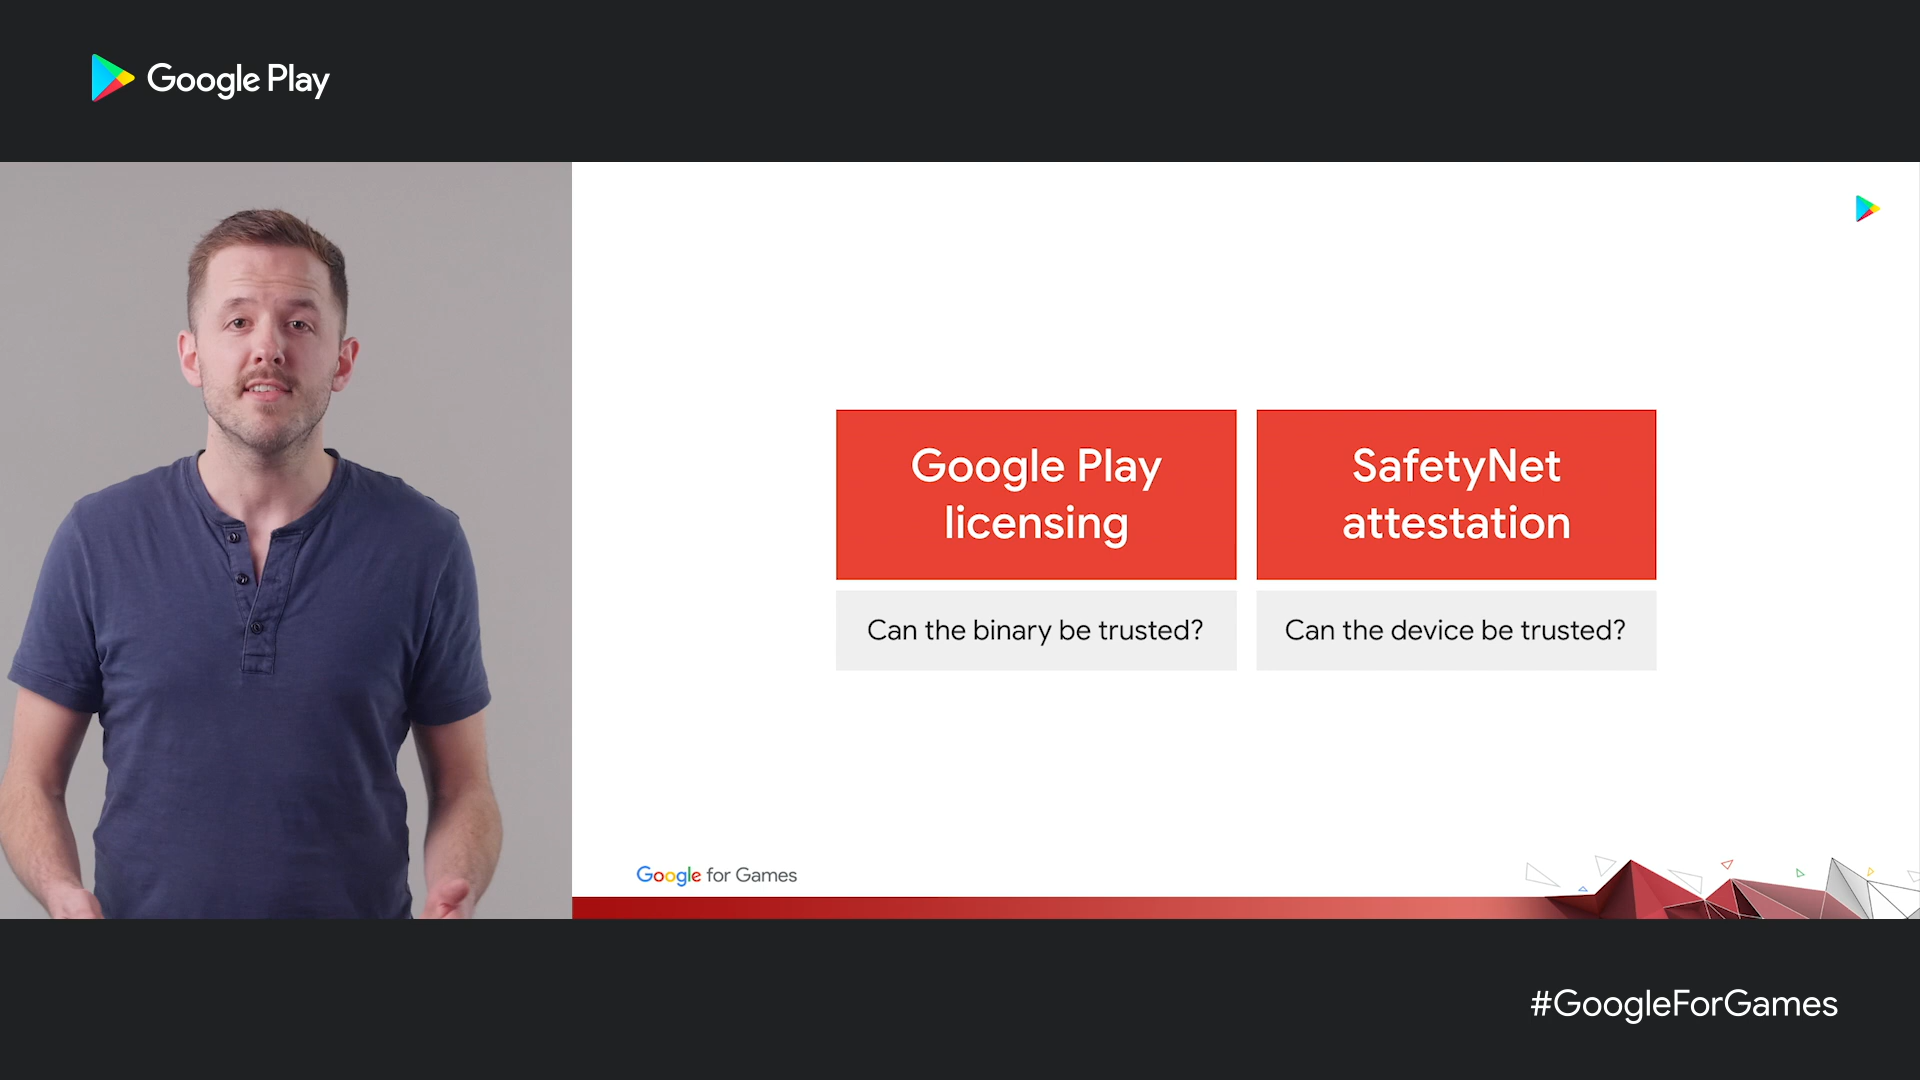 Google Play
Google Play
licensing
SafetyNet
attestation
Can the binary be trusted?
Can the device be trusted?
Google for Games
#GoogleForGames